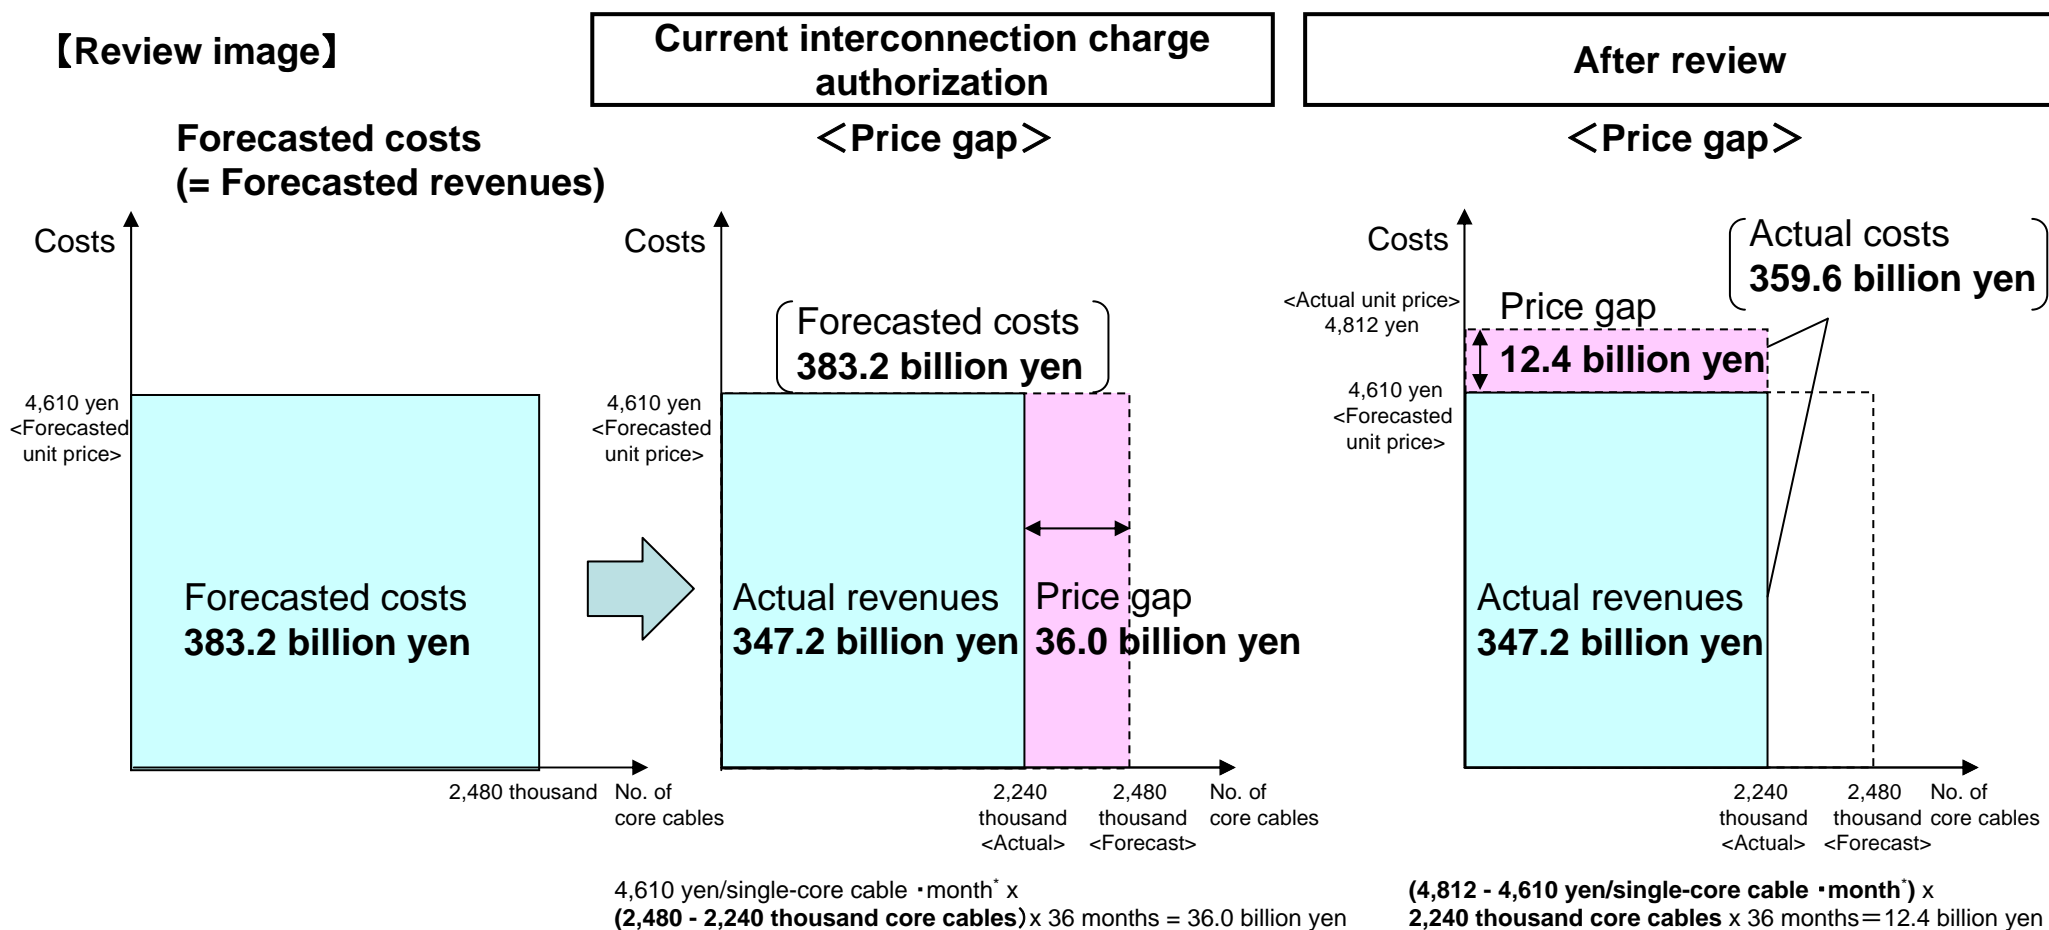 【Review image】
Current interconnection charge
authorization
After review
Forecasted costs
(= Forecasted revenues)
＜Price gap＞
＜Price gap＞
Costs
4,610 yen
<Forecasted
unit price>
Forecasted costs
383.2 billion yen
2,480 thousand
No. of
core cables
Costs
Forecasted costs
383.2 billion yen
4,610 yen
<Forecasted
unit price>
Actual revenues
347.2 billion yen
Price gap
36.0 billion yen
2,240
thousand
<Actual>
2,480
thousand
<Forecast>
No. of
core cables
4,610 yen/single-core cable ・month* x
(2,480 - 2,240 thousand core cables) x 36 months = 36.0 billion yen
Costs
Actual costs
359.6 billion yen
<Actual unit price>
4,812 yen
Price gap
12.4 billion yen
4,610 yen
<Forecasted
unit price>
Actual revenues
347.2 billion yen
2,240
thousand
<Actual>
2,480
thousand
<Forecast>
No. of
core cables
(4,812 - 4,610 yen/single-core cable ・month*) x
2,240 thousand core cables x 36 months＝12.4 billion yen